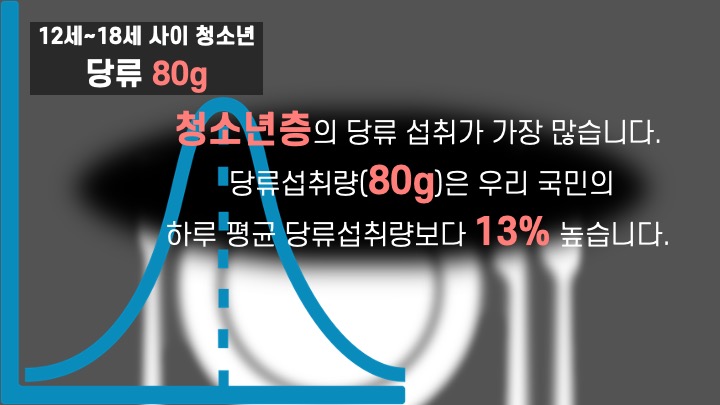 12세~18세 사이 청소년
당류 80g
청소년층의 당류 섭취가 가장 많습니다.
당류섭취량(80g)은 우리 국민의
하루 평균 당류섭취량보다 13% 높습니다.